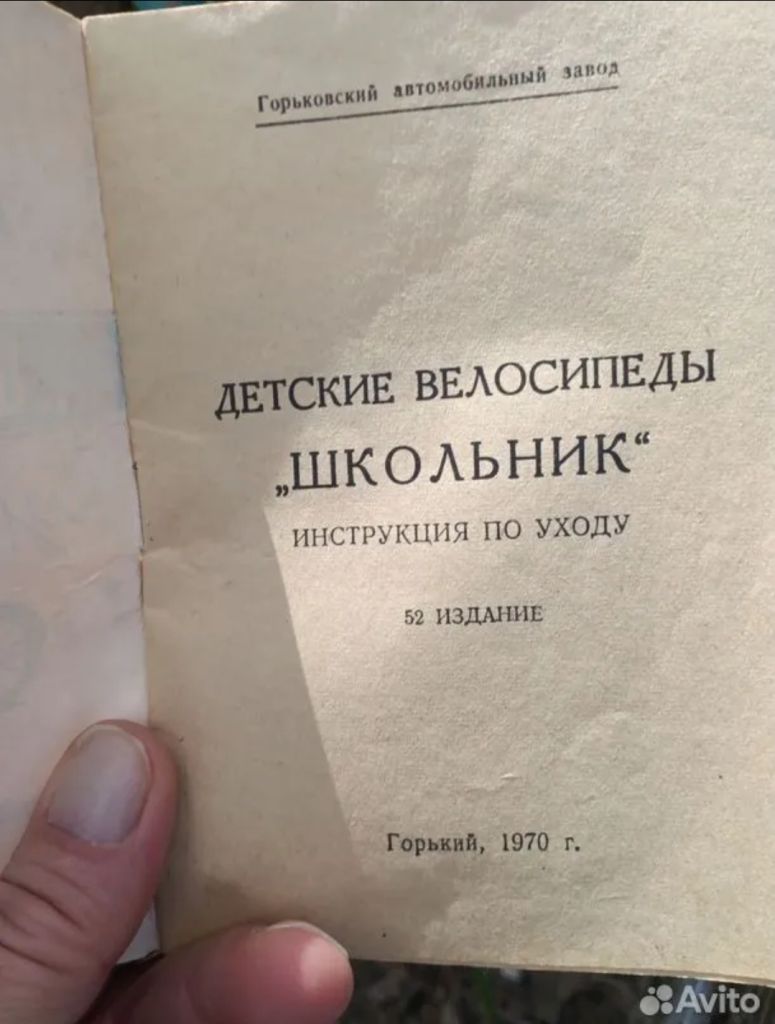 Горьковский автомобильный завод
ДЕТСКИЕ ВЕЛОСИПЕДЫ
„ШКОЛЬНИК“
ИНСТРУКЦИЯ ПО УХОДУ
52 ИЗДАНИЕ
Горький, 1970 г.
Avito